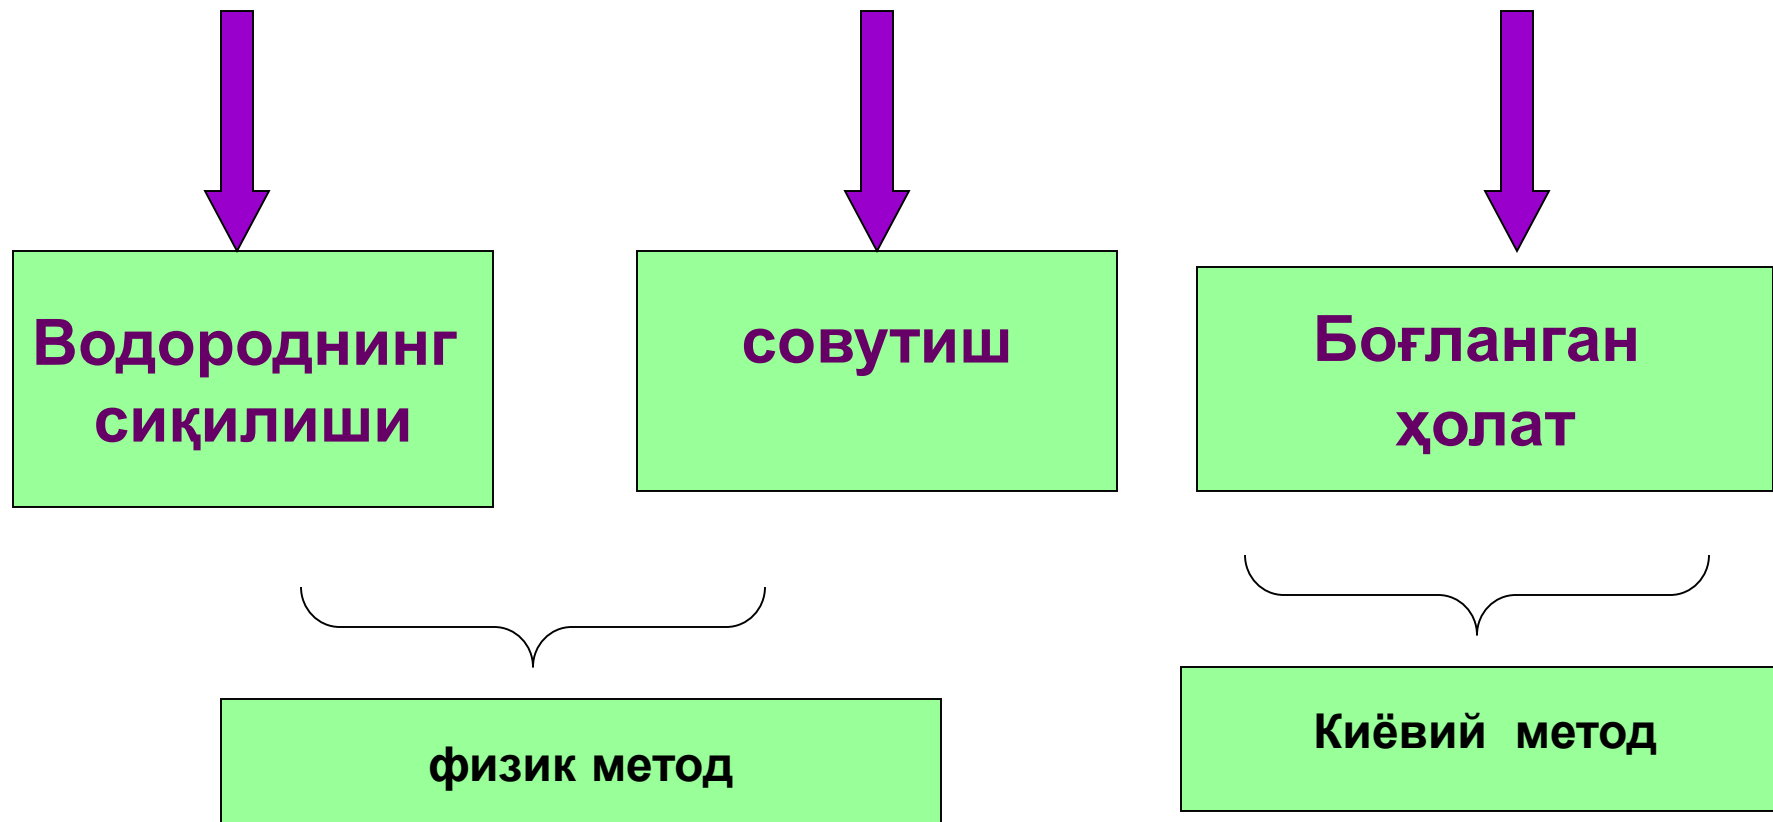 Водороднинг
сиқилиши
совутиш
Боғланган
ҳолат
физик метод
Киёвий метод